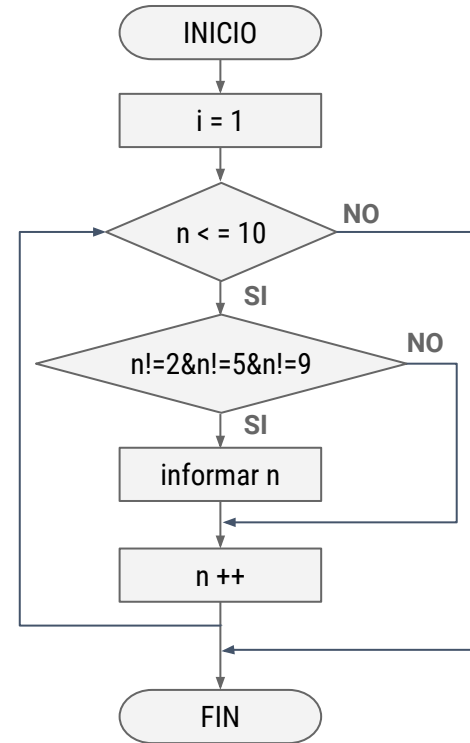 INICIO
i = 1
n < = 10
NO
SI
n!=2&n!=5&n!=9
NO
SI
informar n
n ++
FIN